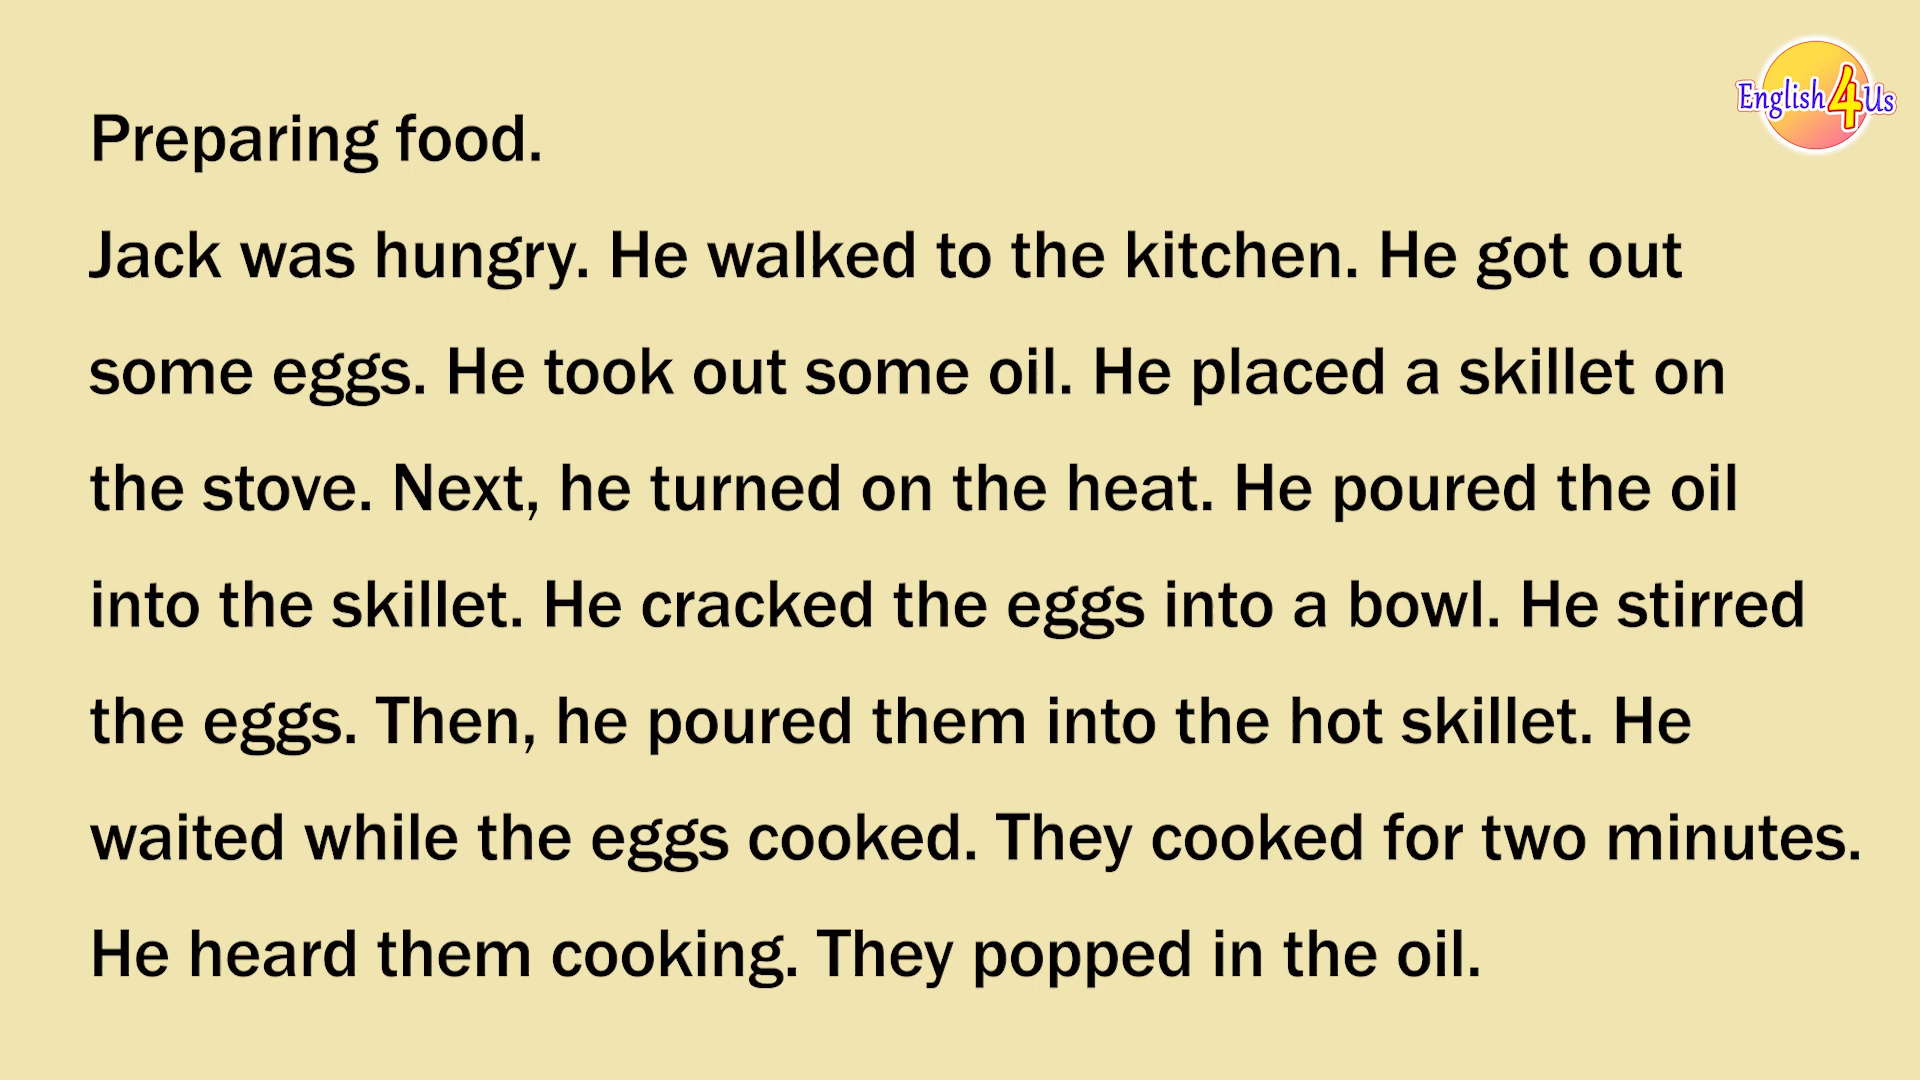 English4Us
Preparing food.
Jack was hungry. He walked to the kitchen. He got out
some eggs. He took out some oil. He placed a skillet on
the stove. Next, he turned on the heat. He poured the oil
into the skillet. He cracked the eggs into a bowl. He stirred
the eggs. Then, he poured them into the hot skillet. He
waited while the eggs cooked. They cooked for two minutes.
He heard them cooking. They popped in the oil.